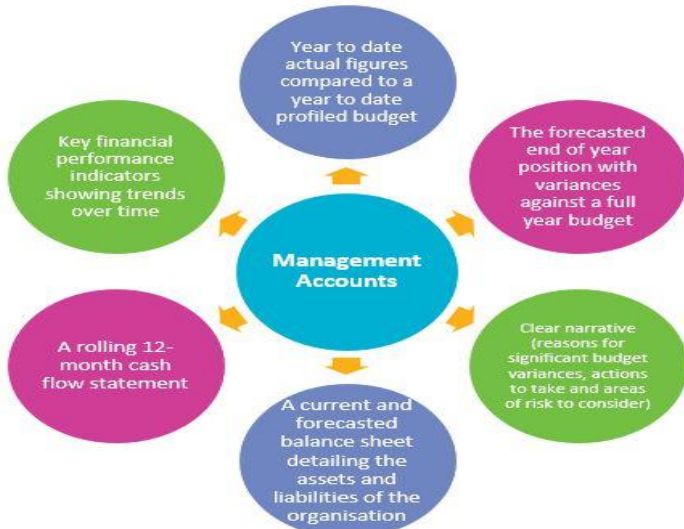 Year to date
actual figures
compared to a
year to date
profiled budget
The forecasted
end of year
position with
variances
against a full
year budget
Clear narrative
(reasons for
significant budget
variances, actions
to take and areas
of risk to consider)
A current and
forecasted
balance sheet
detailing the
assets and
liabilities of the
organisation
A rolling 12-
month cash
flow statement
Key financial
performance
indicators
showing trends
over time
Management
Accounts